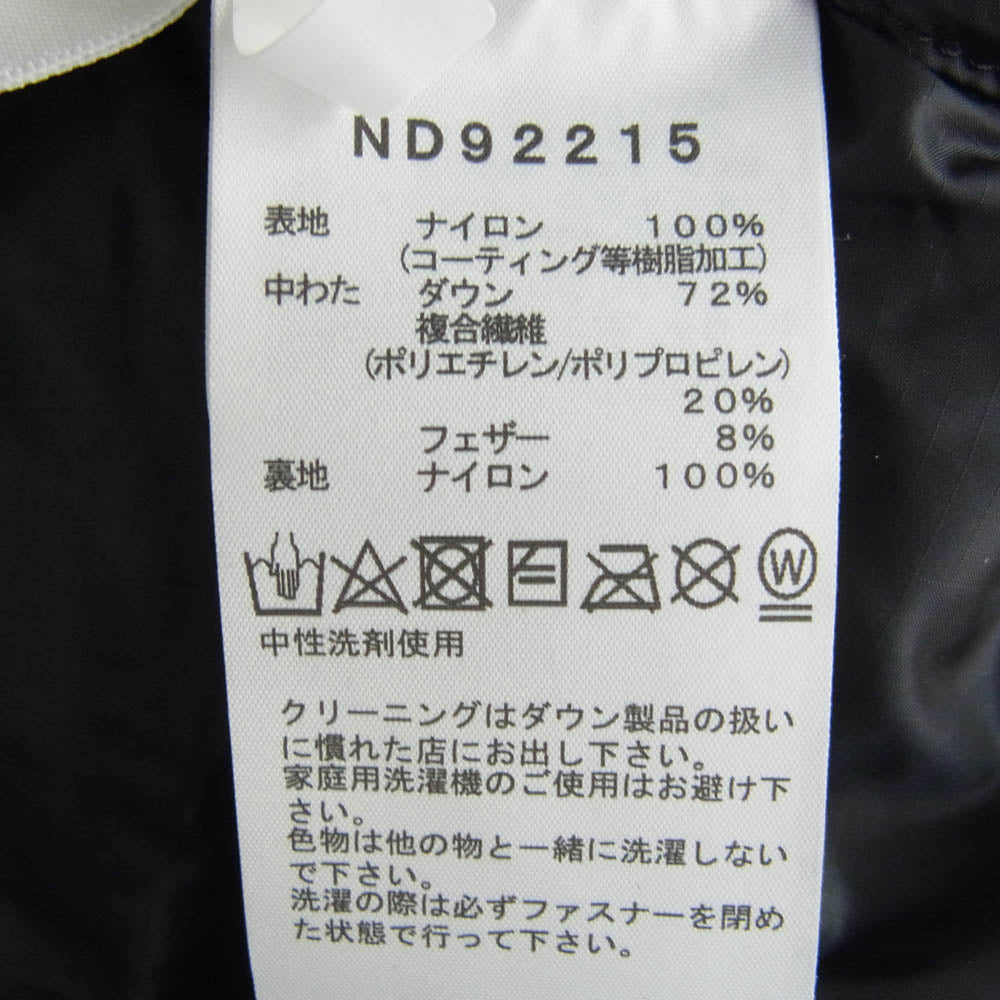 ND92215
表地 ナイロン 100%
(コーティング等樹脂加工)
中わた ダウン 72%
複合繊維
(ポリエチレン/ポリプロピレン)
20%
フェザー 8%
裏地 ナイロン 100%
W
中性洗剤使用
クリーニングはダウン製品の扱い
に慣れた店にお出し下さい。
家庭用洗濯機のご使用はお避け下
さい。
色物は他の物と一緒に洗濯しない
で下さい。
洗濯の際は必ずファスナーを閉め
た状態で行って下さい。